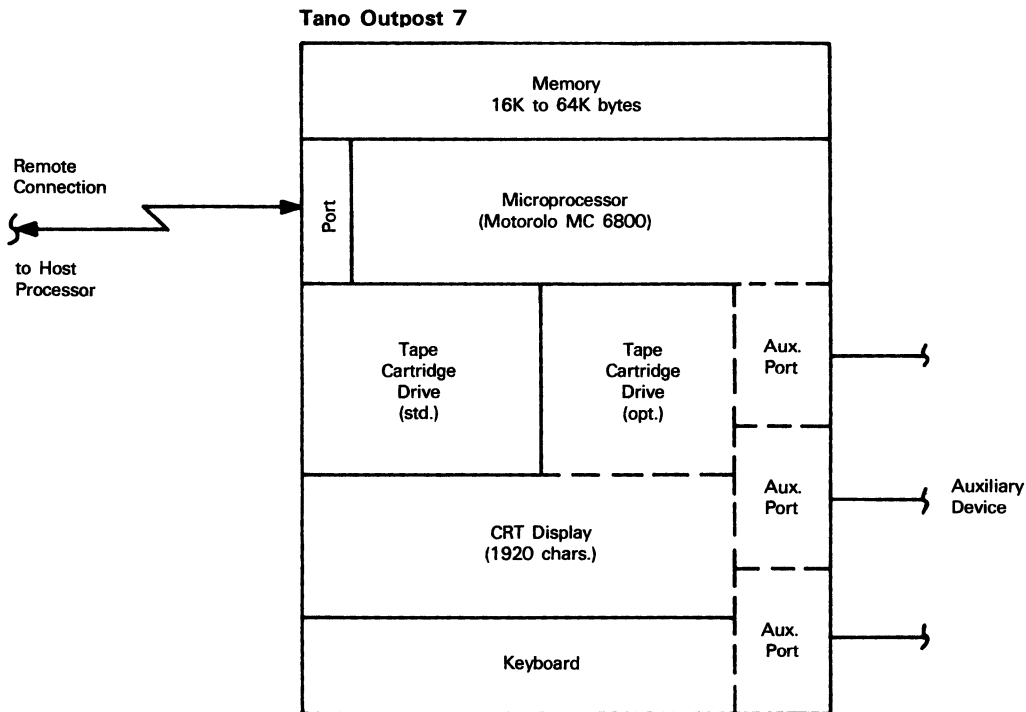 Tano Outpost 7
Memory
16K to 64K bytes
Remote
Connection
Port
Microprocessor
(Motorolo MC 6800)
to Host
Processor
Tape
Cartridge
Drive
(std.)
Tape
Cartridge
Drive
(opt.)
Aux.
Port
Aux.
Port
Auxiliary
Device
CRT Display
(1920 chars.)
Aux.
Port
Keyboard